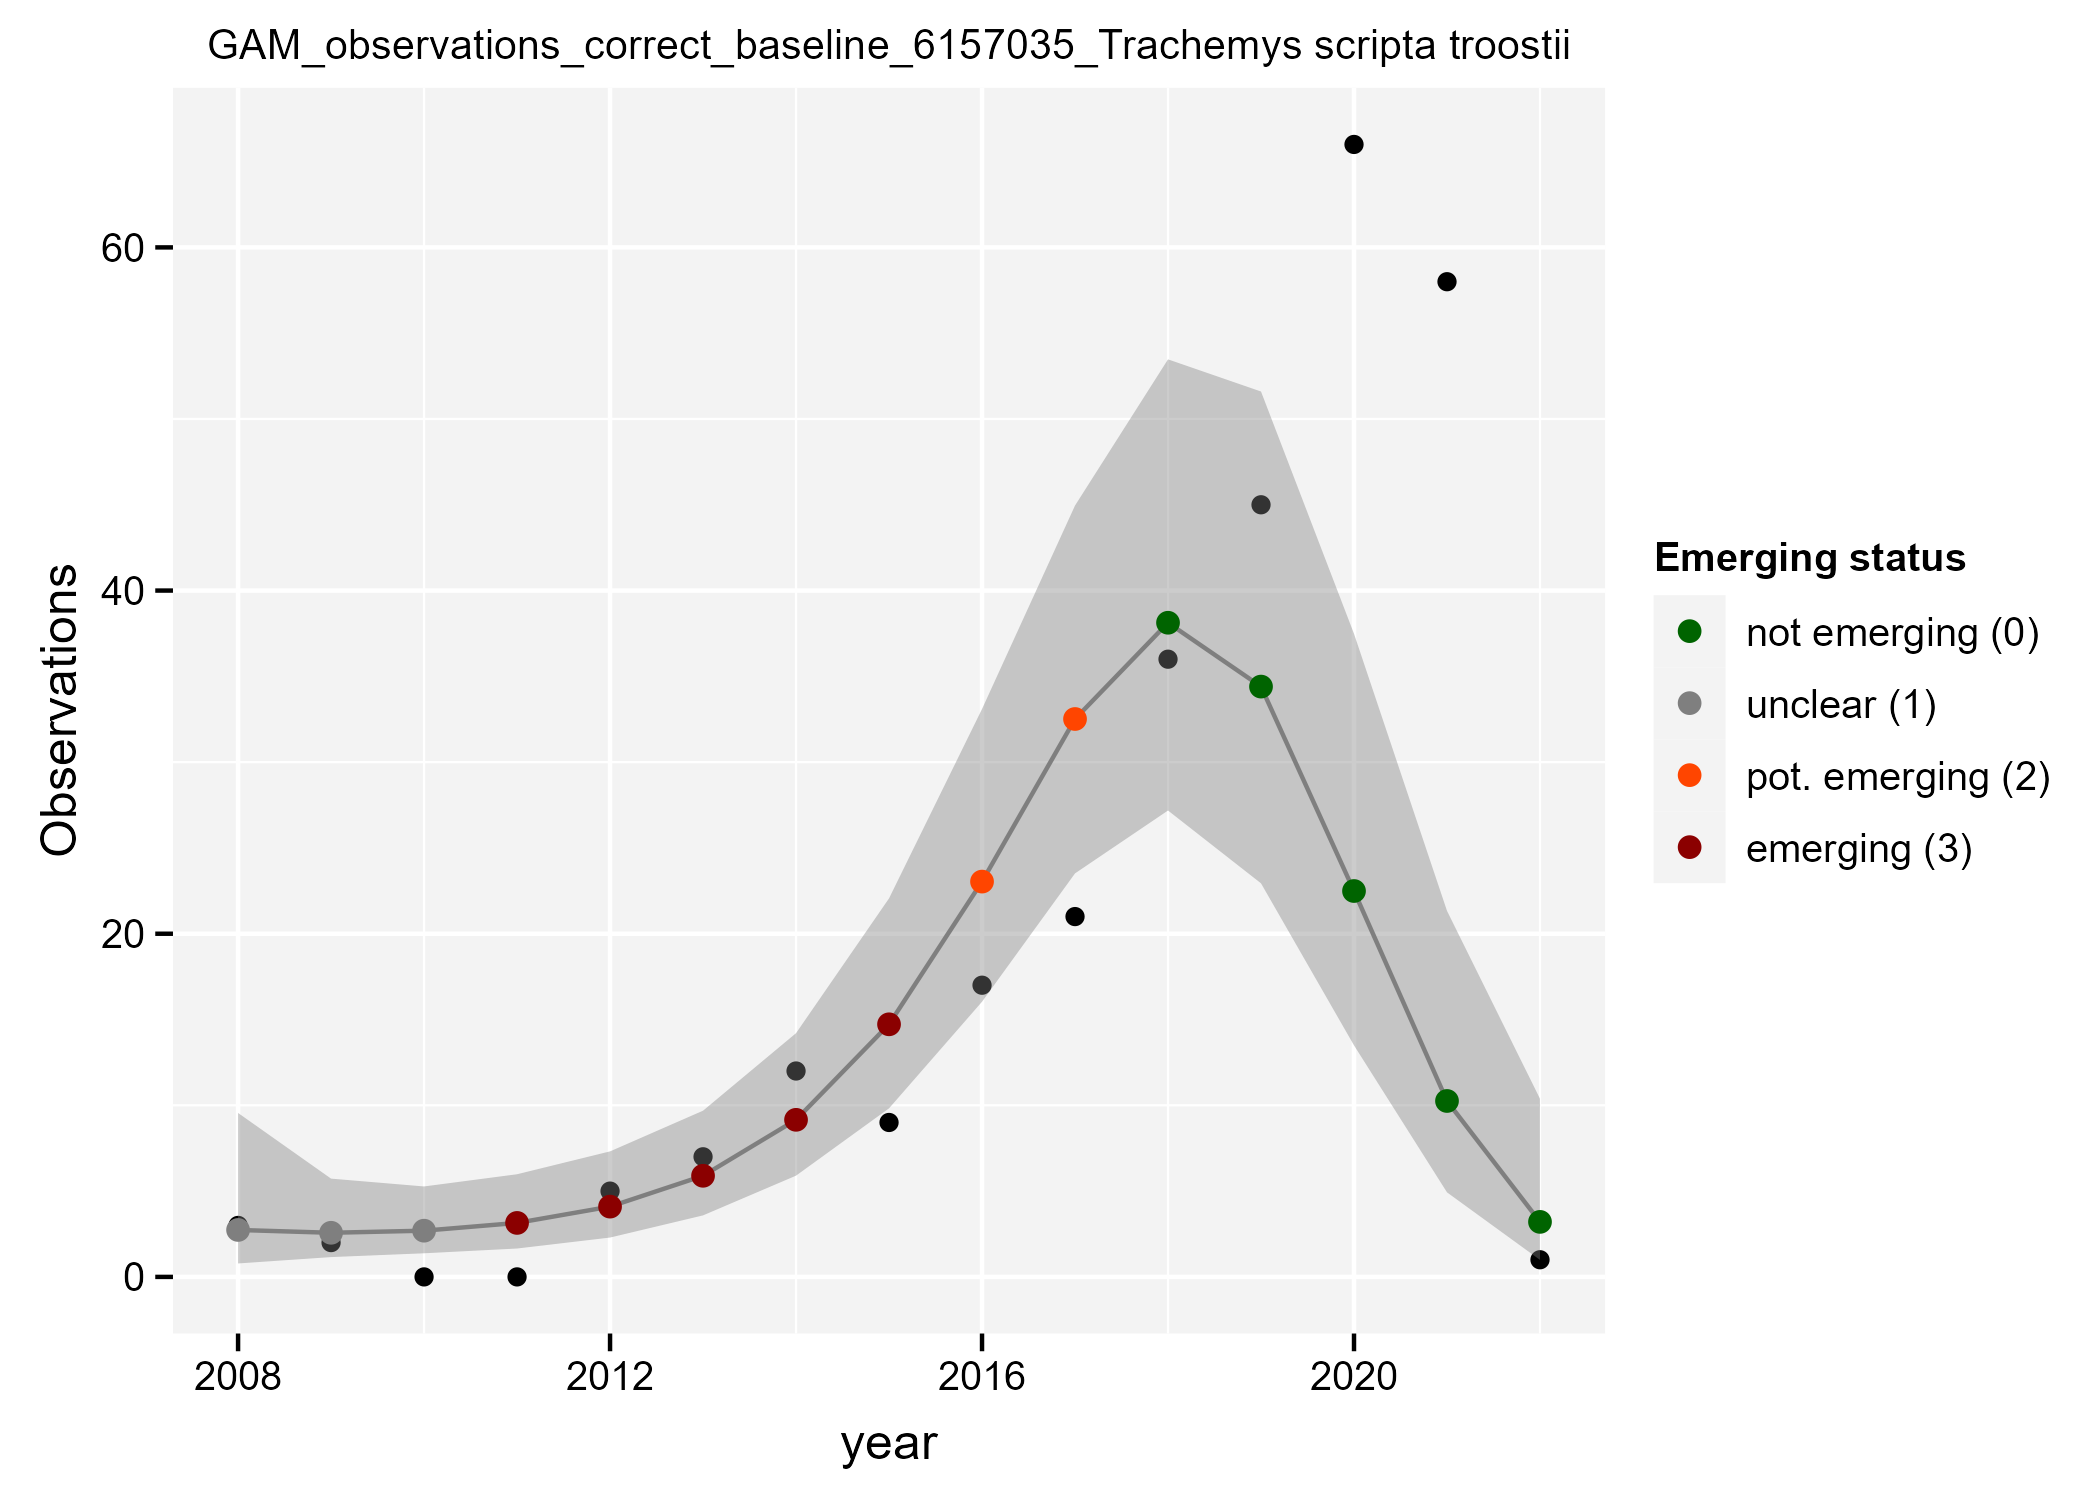 GAM_observations_correct_baseline_6157035_Trachemys scripta troostii
60
40
20
0
Observations
2008 2012 2016 2020
year
Emerging status
not emerging (0)
unclear (1)
pot. emerging (2)
emerging (3)